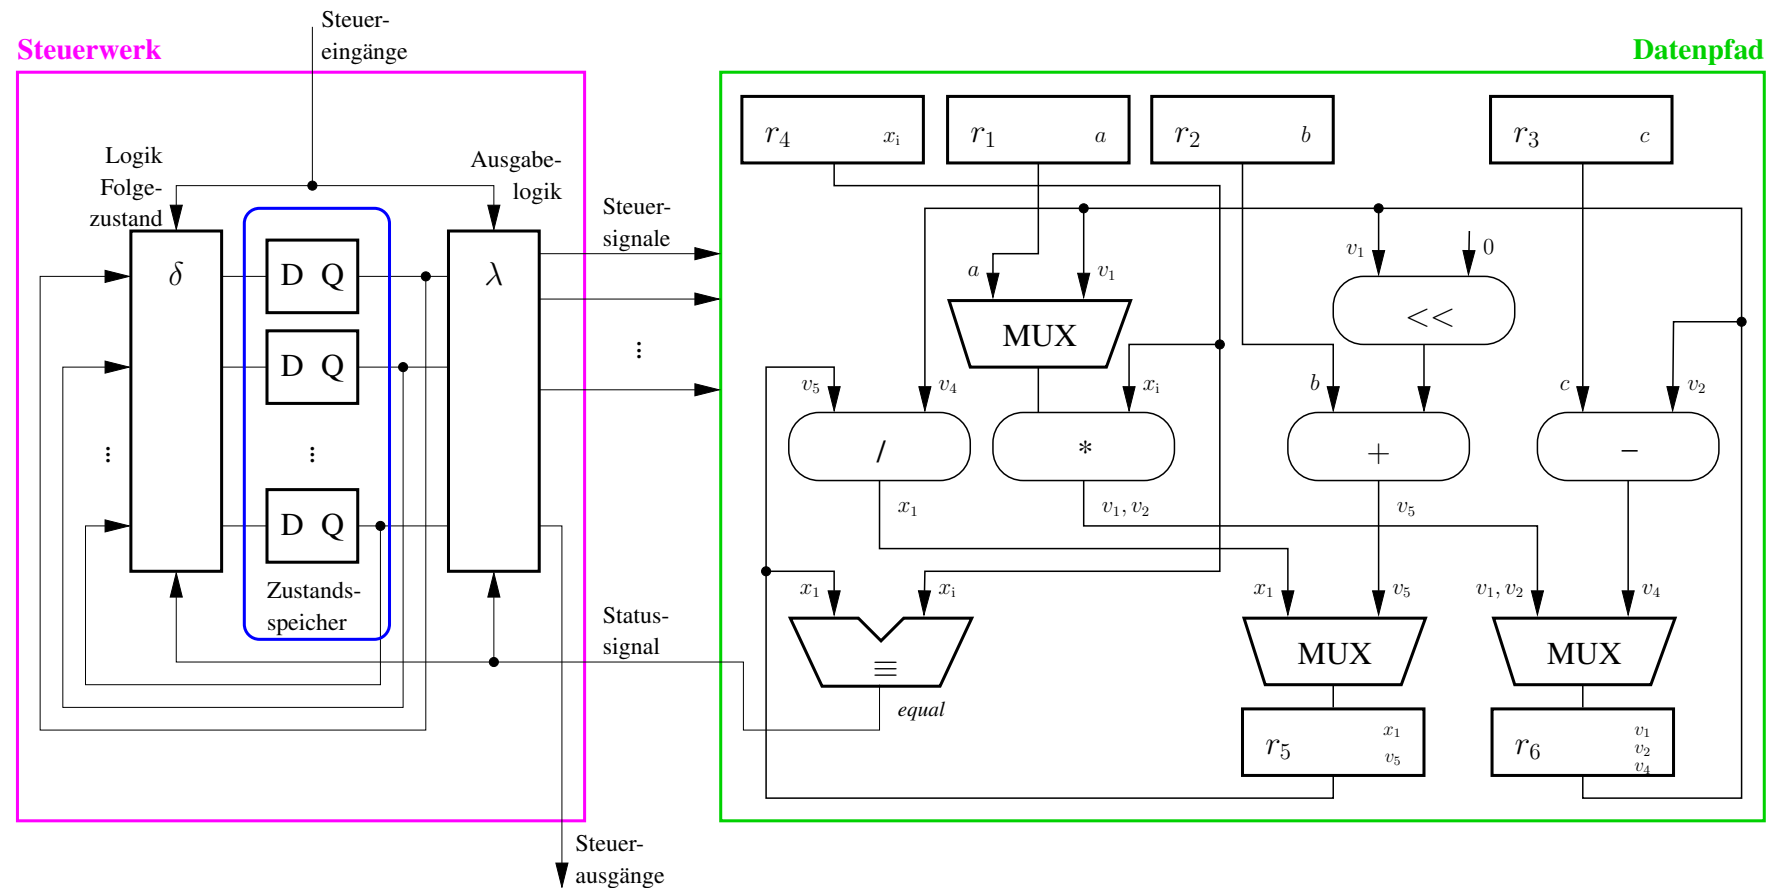 Steuer-
eingänge
Steuerwerk
Datenpfad
Logik
Folge-
zustand
Ausgabe-
logik
δ
D Q
D Q
D Q
λ
Zustands-
speicher
Steuer-
signale
Status-
signal
Steuer-
ausgänge
r4 xi
r1 a
r2 b
r3 c
a v1
MUX
v1 0
<<
v5 v4
/
xi
*
b
+
c v2
−
x1
v1, v2
v5
x1 xi
≡
equal
x1 v5
MUX
v1, v2 v4
MUX
r5 x1
v5
r6 v1
v2
v4